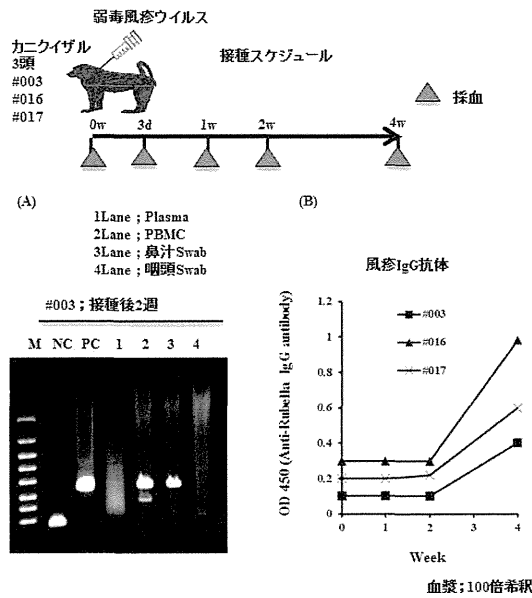 弱毒風疹ウイルス
カニクイザル
3頭
#003
#016
#017
接種スケジュール
採血
0w 3d 1w 2w 4w
(A)
1Lane ; Plasma
2Lane ; PBMC
3Lane ; 鼻汁Swab
4Lane ; 咽頭Swab
#003 ; 接種後2週
M NC PC 1 2 3 4
(B)
風疹IgG抗体
#003
#016
#017
OD 450 (Anti-Rubella IgG antibody)
1.2
1
0.8
0.6
0.4
0.2
0
0 1 2 3 4
Week
血漿 ; 100倍希釈